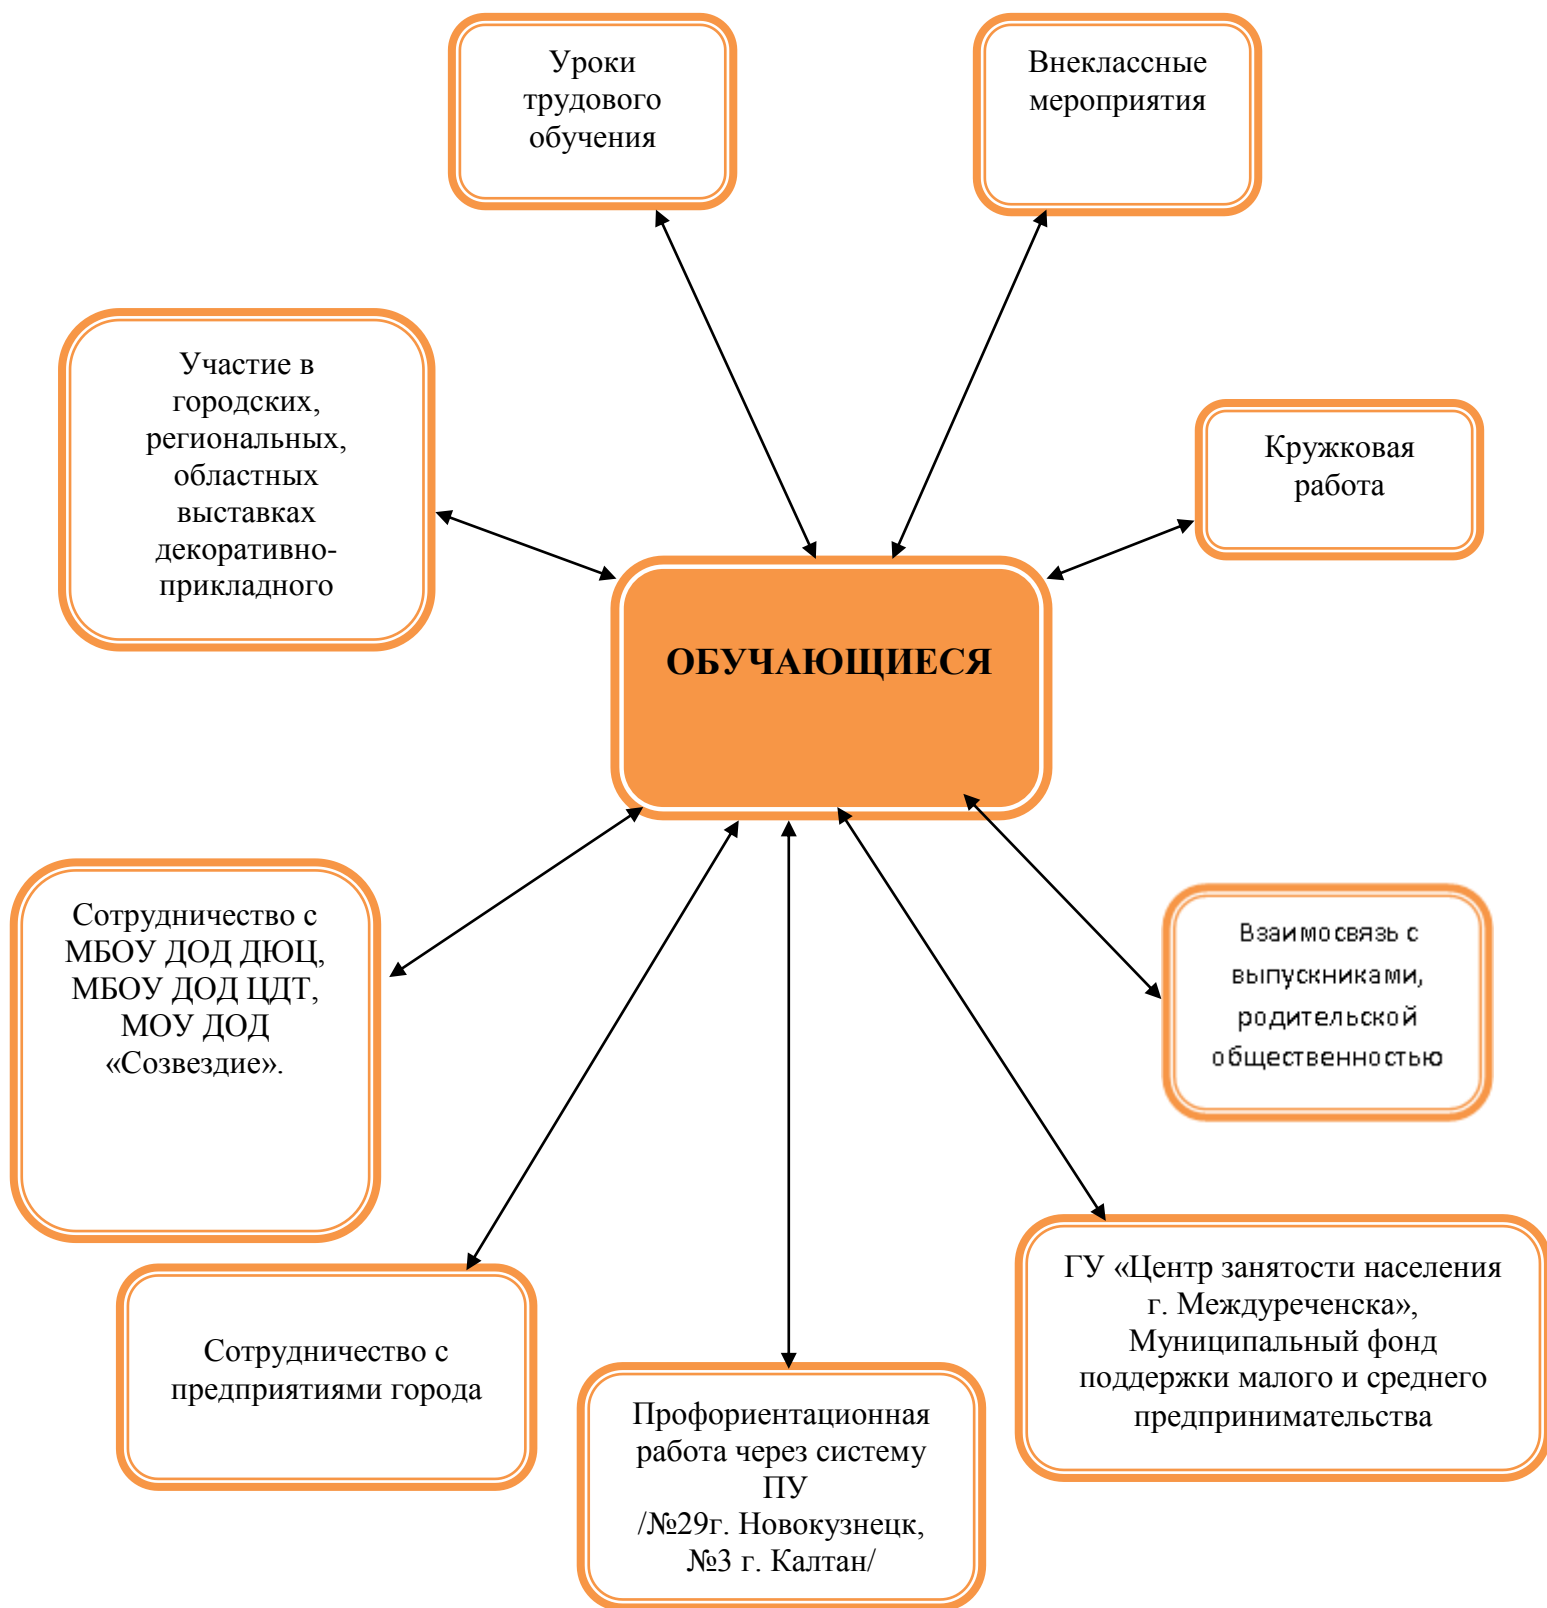 Уроки
трудового
обучения
Внеклассные
мероприятия
Участие в
городских,
региональных,
областных
выставках
декоративно-
прикладного
Кружковая
работа
ОБУЧАЮЩИЕСЯ
Сотрудничество с
МБОУ ДОД ДЮЦ,
МБОУ ДОД ЦДТ,
МОУ ДОД
«Созвездие».
Взаимосвязь с
выпускниками,
родительской
общественностью
Сотрудничество с
предприятиями города
Профориентационная
работа через систему
ПУ
/№29г. Новокузнецк,
№3 г. Калтан/
ГУ «Центр занятости населения
г. Междуреченска»,
Муниципальный фонд
поддержки малого и среднего
предпринимательства